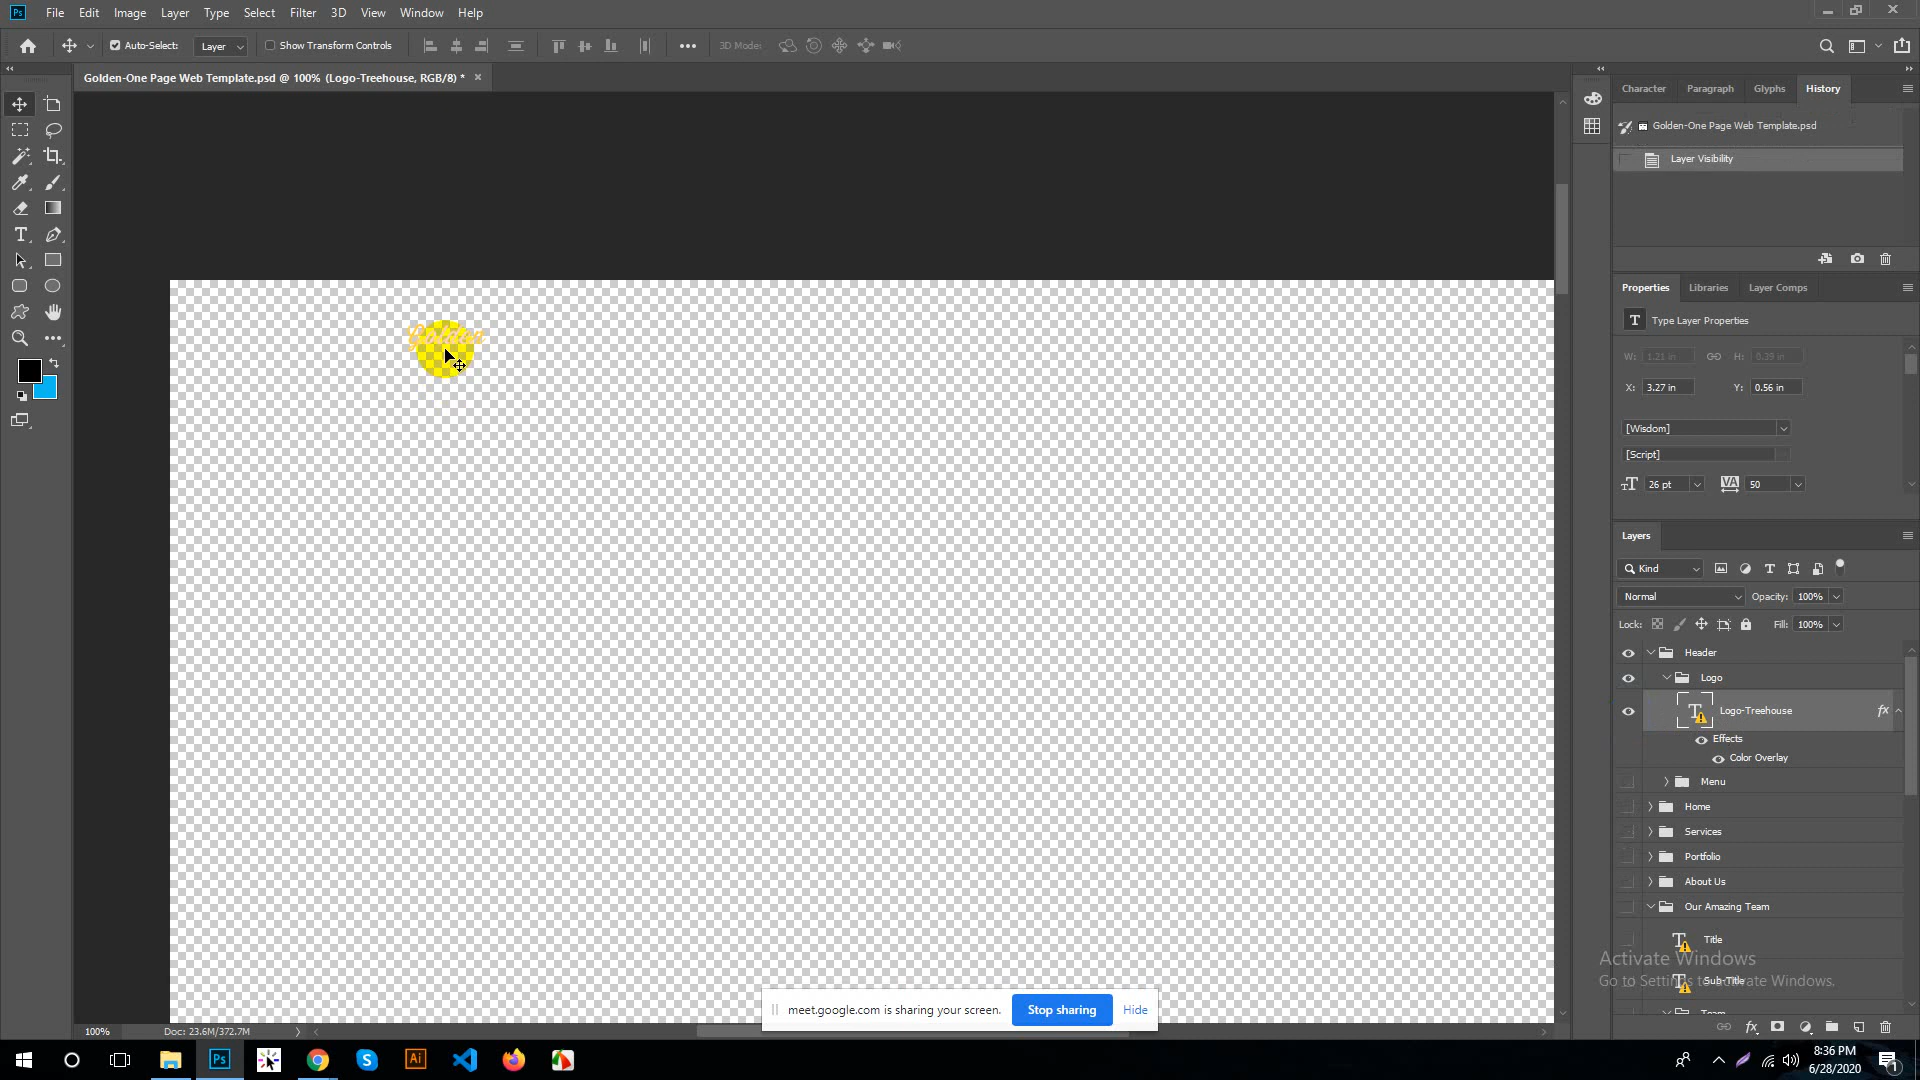 Ps File Edit Image Layer Type Select Filter 3D View Window Help
Auto-Select: Layer Show Transform Controls 3D Mode:
Golden-One Page Web Template.psd @ 100% (Logo-Treehouse, RGB/8) *
Character Paragraph Glyphs History
Golden-One Page Web Template.psd
Layer Visibility
Golden
Properties Libraries Layer Comps
T Type Layer Properties
W: 1.21 in H: 0.39 in
X: 3.27 in Y: 0.56 in
[Wisdom]
[Script]
26 pt VA 50
Layers
Kind
Normal Opacity: 100%
Lock: Fill: 100%
Header
Logo
Logo-Treehouse fx
Effects
Color Overlay
Menu
Home
Services
Portfolio
About Us
Our Amazing Team
Title
Sub-Title
Team
Activate Windows
Go to Settings to activate Windows.
meet.google.com is sharing your screen. Stop sharing Hide
100% Doc: 23.6M/372.7M
Ps S Ai
8:36 PM
6/28/2020
1